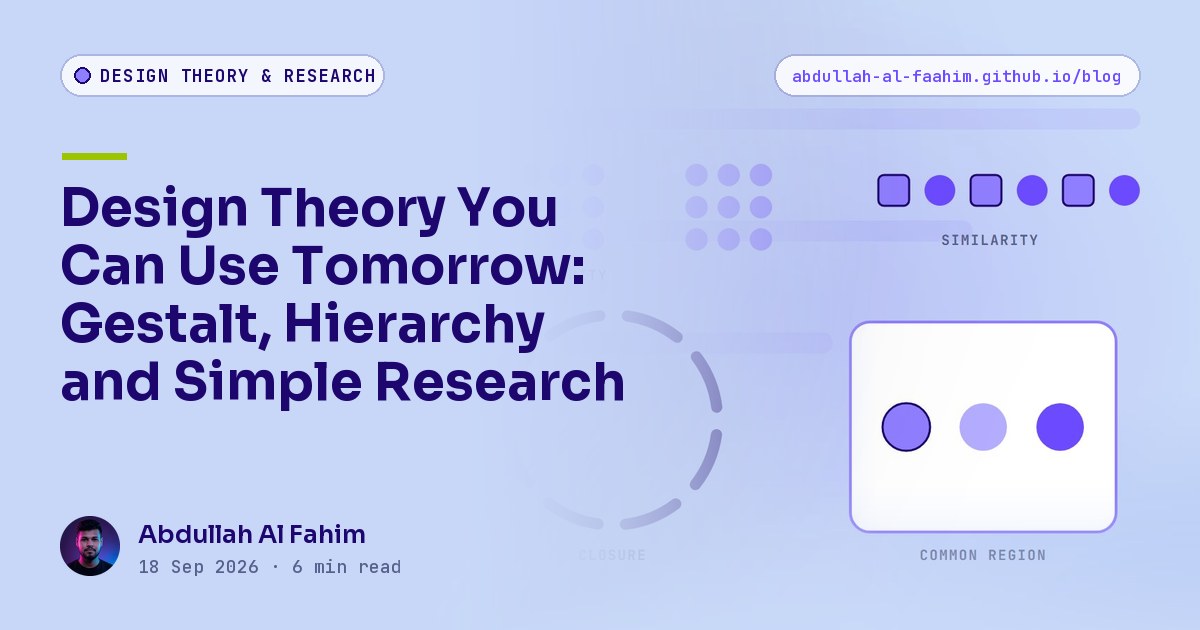 DESIGN THEORY & RESEARCH
abdullah-al-faahim.github.io/blog
Design Theory You
Can Use Tomorrow:
Gestalt, Hierarchy
and Simple Research
SIMILARITY
CLOSURE
COMMON REGION
Abdullah Al Fahim
18 Sep 2026 · 6 min read